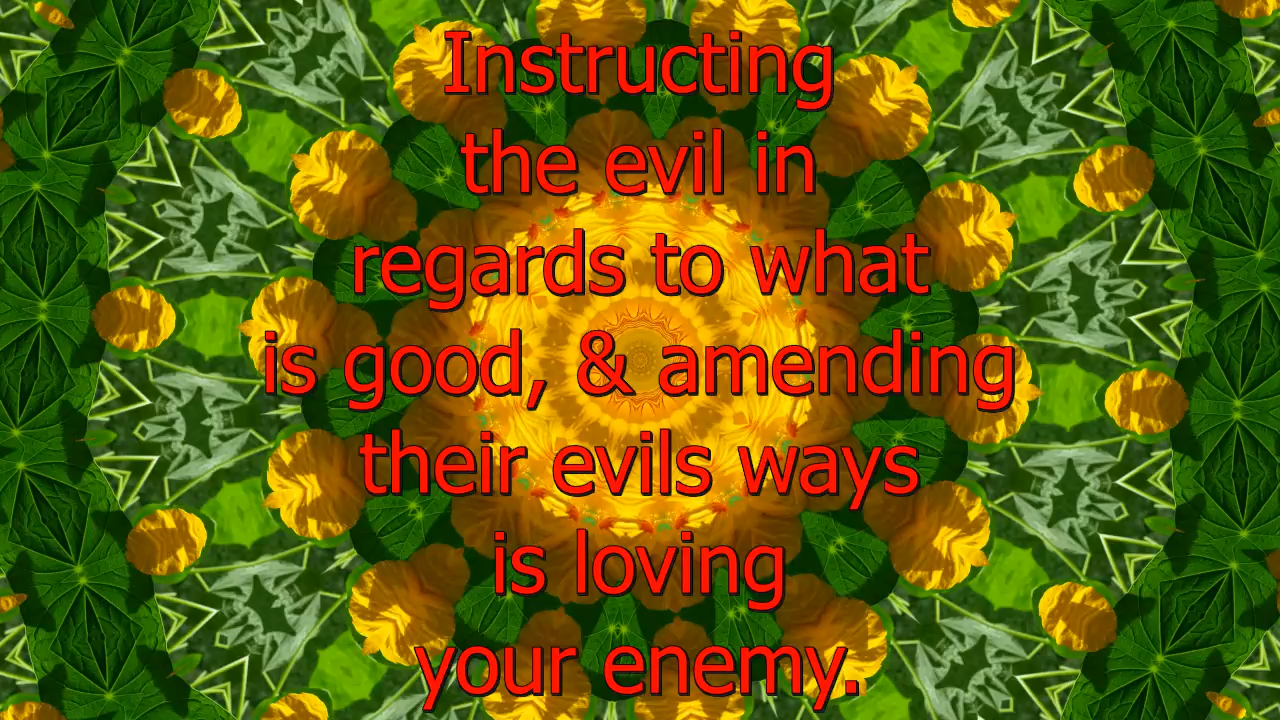 Instructing
the evil in
regards to what
is good, & amending
their evils ways
is loving
your enemy.